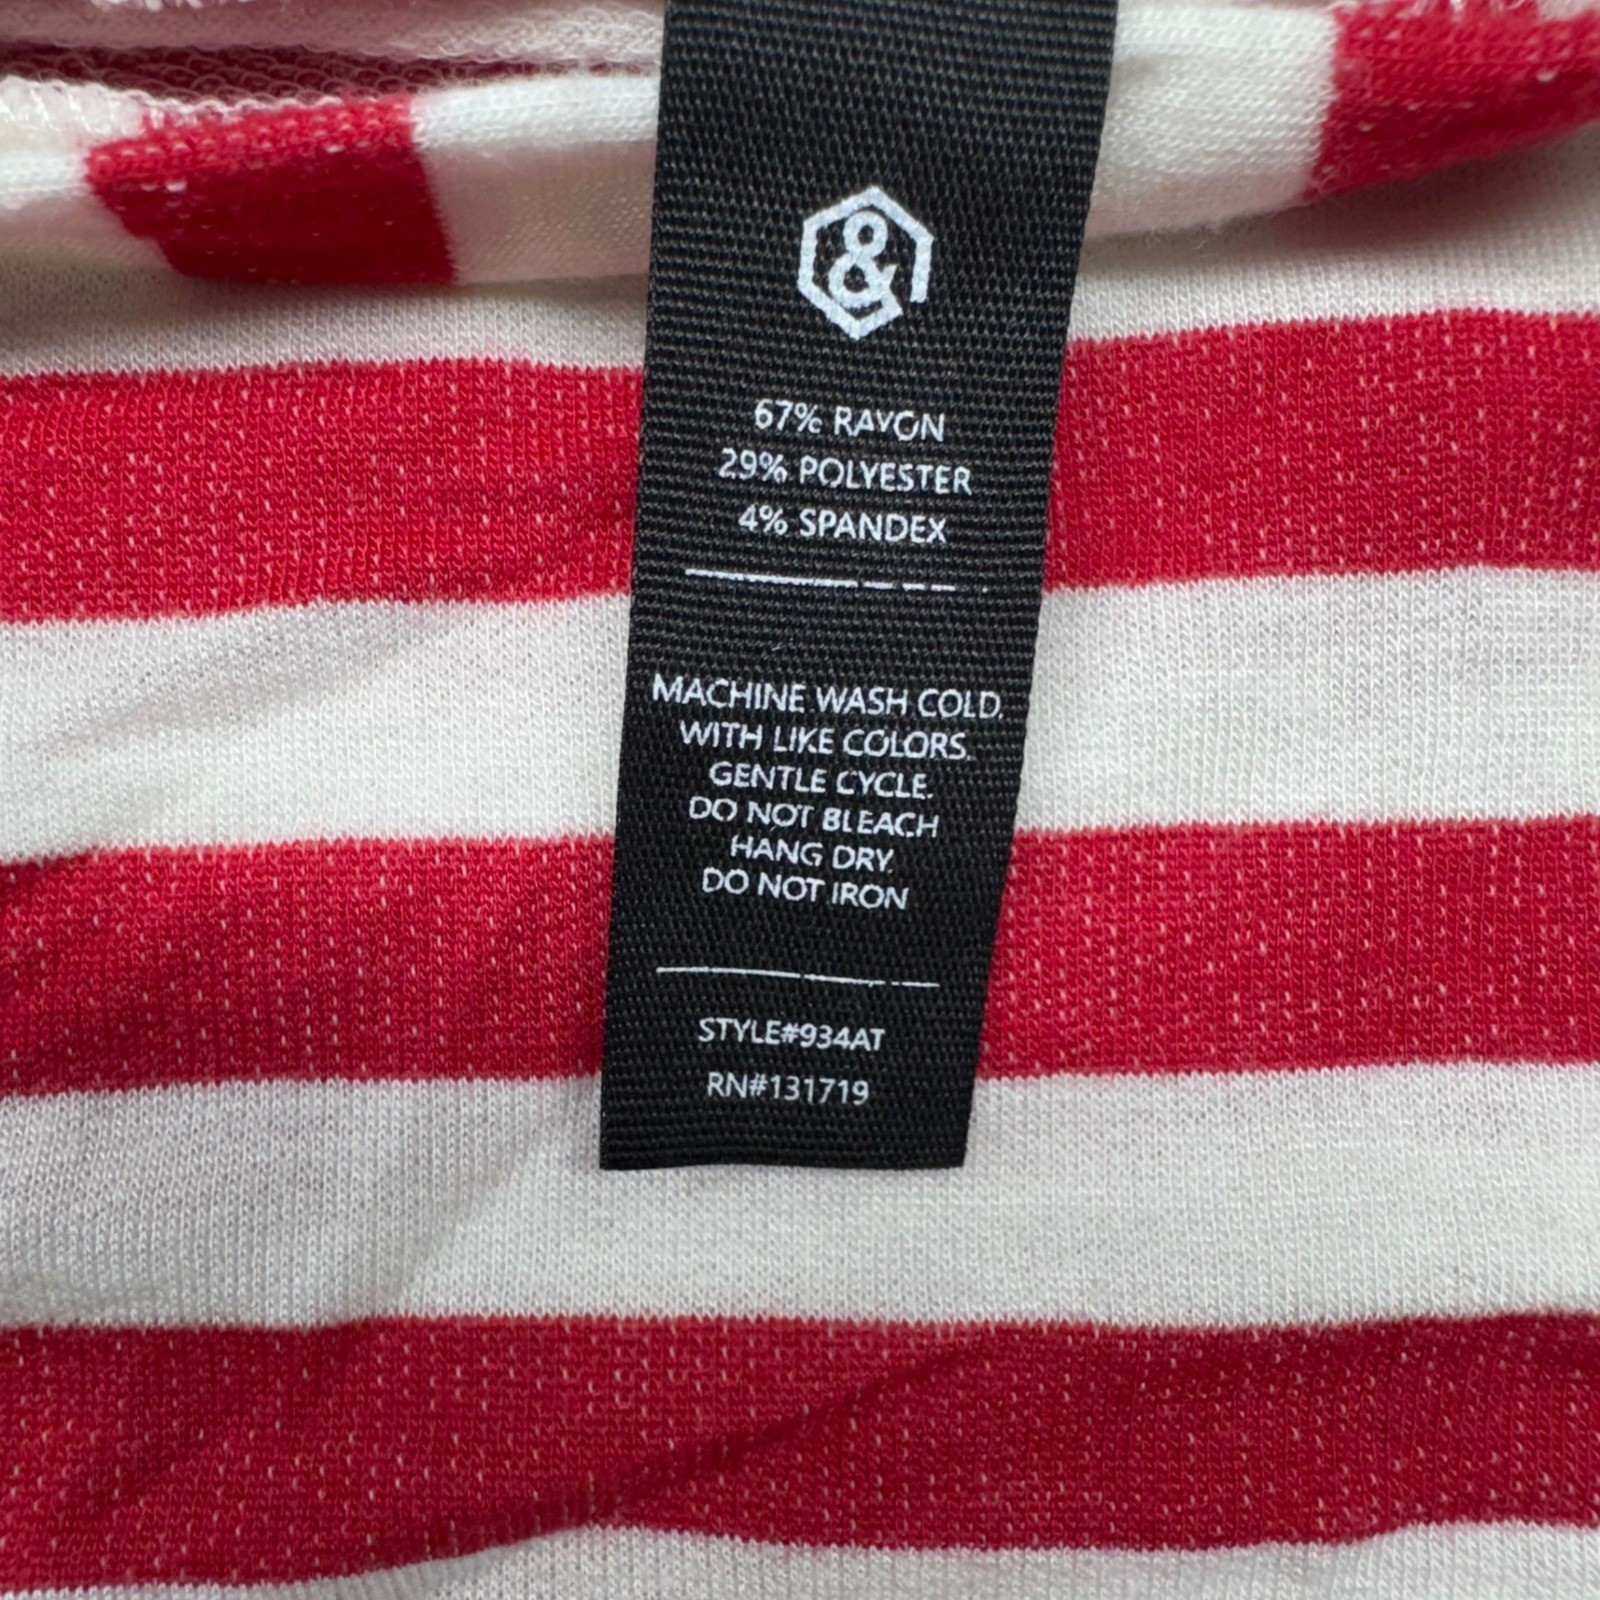 &
67% RAYON
29% POLYESTER
4% SPANDEX
MACHINE WASH COLD.
WITH LIKE COLORS.
GENTLE CYCLE.
DO NOT BLEACH
HANG DRY.
DO NOT IRON
STYLE#934AT
RN#131719